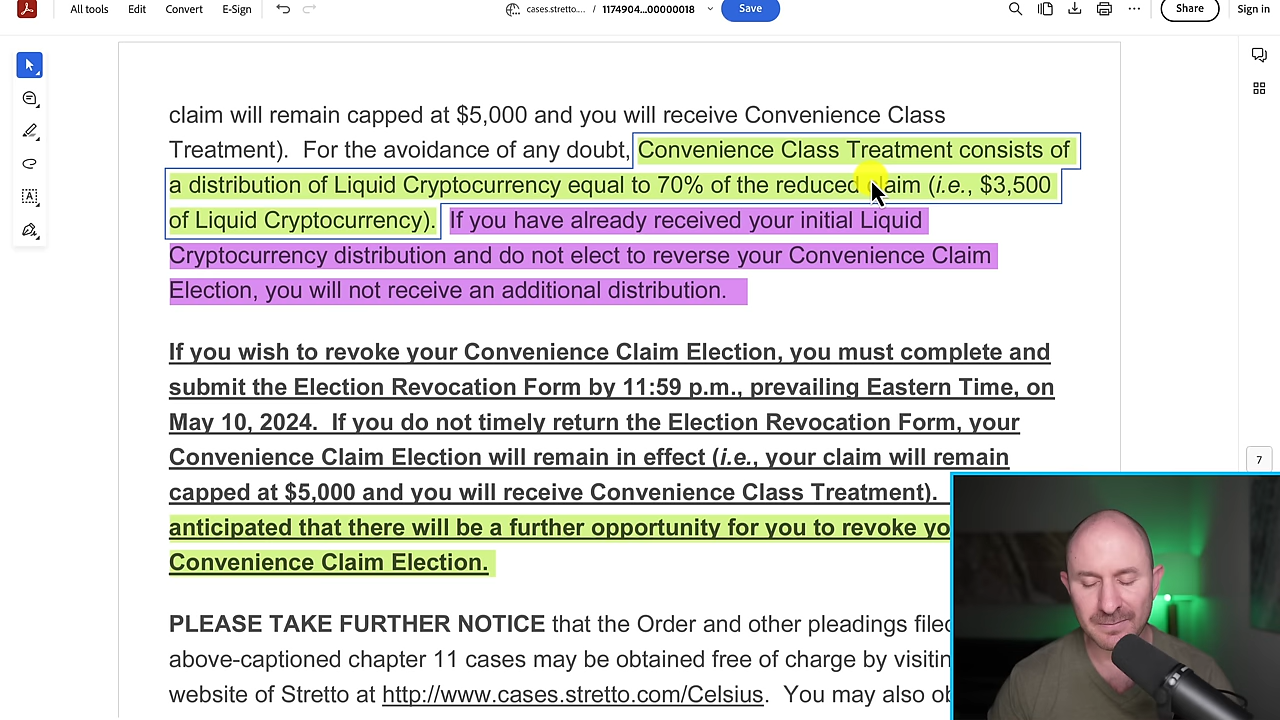 All tools Edit Convert E-Sign cases.stretto.... / 1174904...00000018 Save Share Sign in
claim will remain capped at $5,000 and you will receive Convenience Class
Treatment). For the avoidance of any doubt, Convenience Class Treatment consists of
a distribution of Liquid Cryptocurrency equal to 70% of the reduced claim (i.e., $3,500
of Liquid Cryptocurrency). If you have already received your initial Liquid
Cryptocurrency distribution and do not elect to reverse your Convenience Claim
Election, you will not receive an additional distribution.
If you wish to revoke your Convenience Claim Election, you must complete and
submit the Election Revocation Form by 11:59 p.m., prevailing Eastern Time, on
May 10, 2024. If you do not timely return the Election Revocation Form, your
Convenience Claim Election will remain in effect (i.e., your claim will remain
capped at $5,000 and you will receive Convenience Class Treatment).
anticipated that there will be a further opportunity for you to revoke yo
Convenience Claim Election.
7
PLEASE TAKE FURTHER NOTICE that the Order and other pleadings filed
above-captioned chapter 11 cases may be obtained free of charge by visitin
website of Stretto at http://www.cases.stretto.com/Celsius. You may also ob